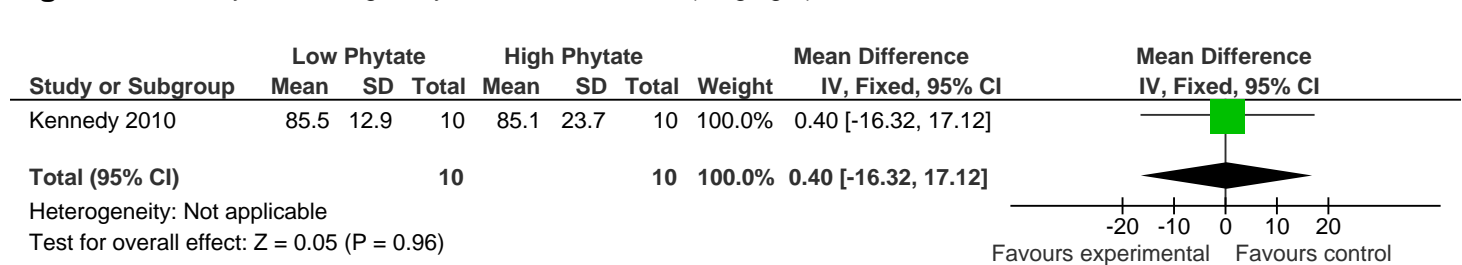 Low Phytate High Phytate Mean Difference Mean Difference
Study or Subgroup Mean SD Total Mean SD Total Weight IV, Fixed, 95% CI IV, Fixed, 95% CI
Kennedy 2010 85.5 12.9 10 85.1 23.7 10 100.0% 0.40 [-16.32, 17.12]
Total (95% CI) 10 10 100.0% 0.40 [-16.32, 17.12]
Heterogeneity: Not applicable
Test for overall effect: Z = 0.05 (P = 0.96)
-20 -10 0 10 20
Favours experimental Favours control